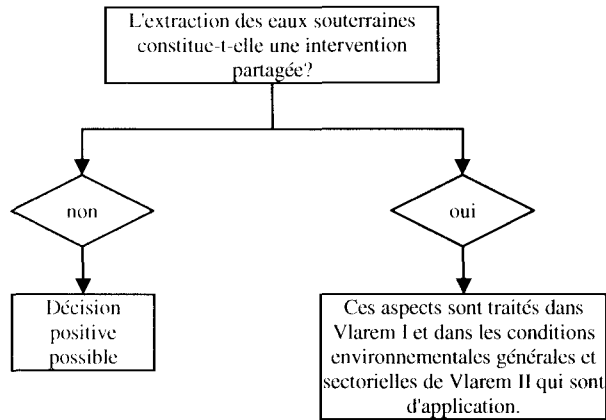 L'extraction des eaux souterraines
constitue-t-elle une intervention
partagée?
non
oui
Décision
positive
possible
Ces aspects sont traités dans
Vlarem I et dans les conditions
environnementales générales et
sectorielles de Vlarem II qui sont
d'application.